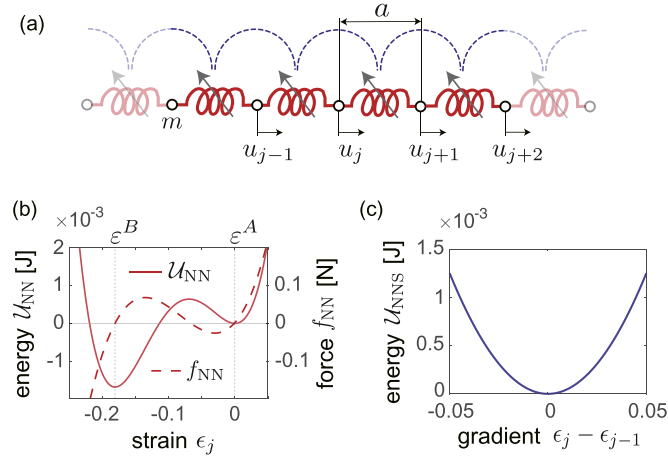 (a)
a
m
u_{j-1} u_j u_{j+1} u_{j+2}
(b)
×10⁻³
ε^B ε^A
energy 𝒰_NN [J]
2
1
0
-1
𝒰_NN
f_NN
0.1
0
-0.1
force f_NN [N]
-0.2 -0.1 0
strain ϵ_j
(c)
×10⁻³
energy 𝒰_NNS [J]
1.5
1
0.5
0
-0.05 0 0.05
gradient ϵ_j − ϵ_{j-1}